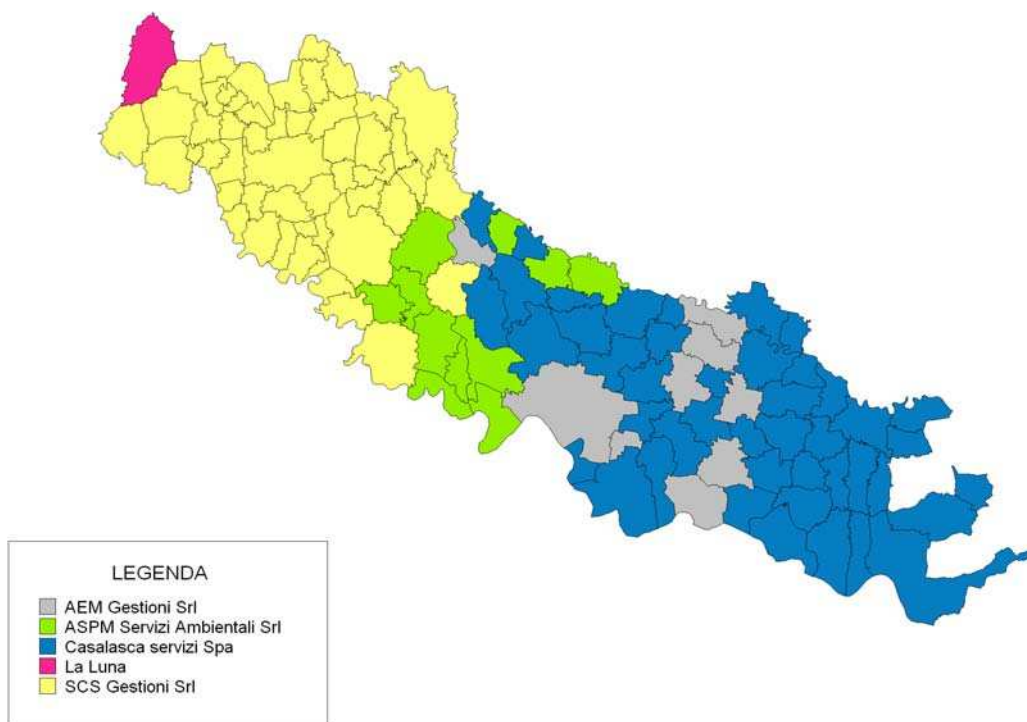 LEGENDA
AEM Gestioni Srl
ASPM Servizi Ambientali Srl
Casalasca servizi Spa
La Luna
SCS Gestioni Srl